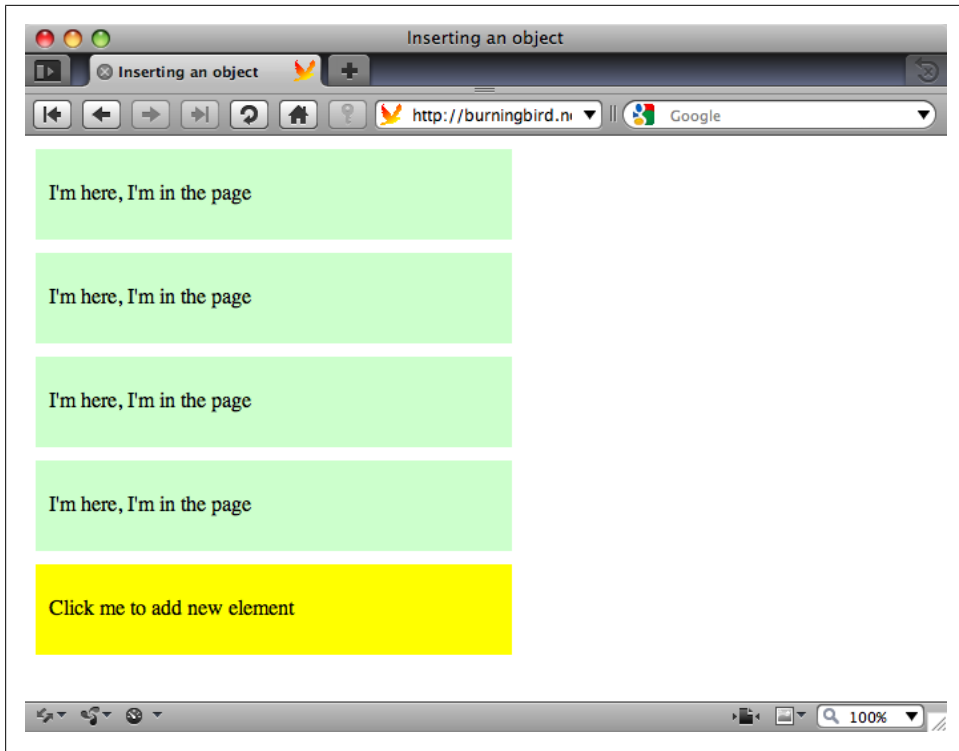 Inserting an object
Inserting an object
http://burningbird.n
Google
I'm here, I'm in the page
I'm here, I'm in the page
I'm here, I'm in the page
I'm here, I'm in the page
Click me to add new element
100%